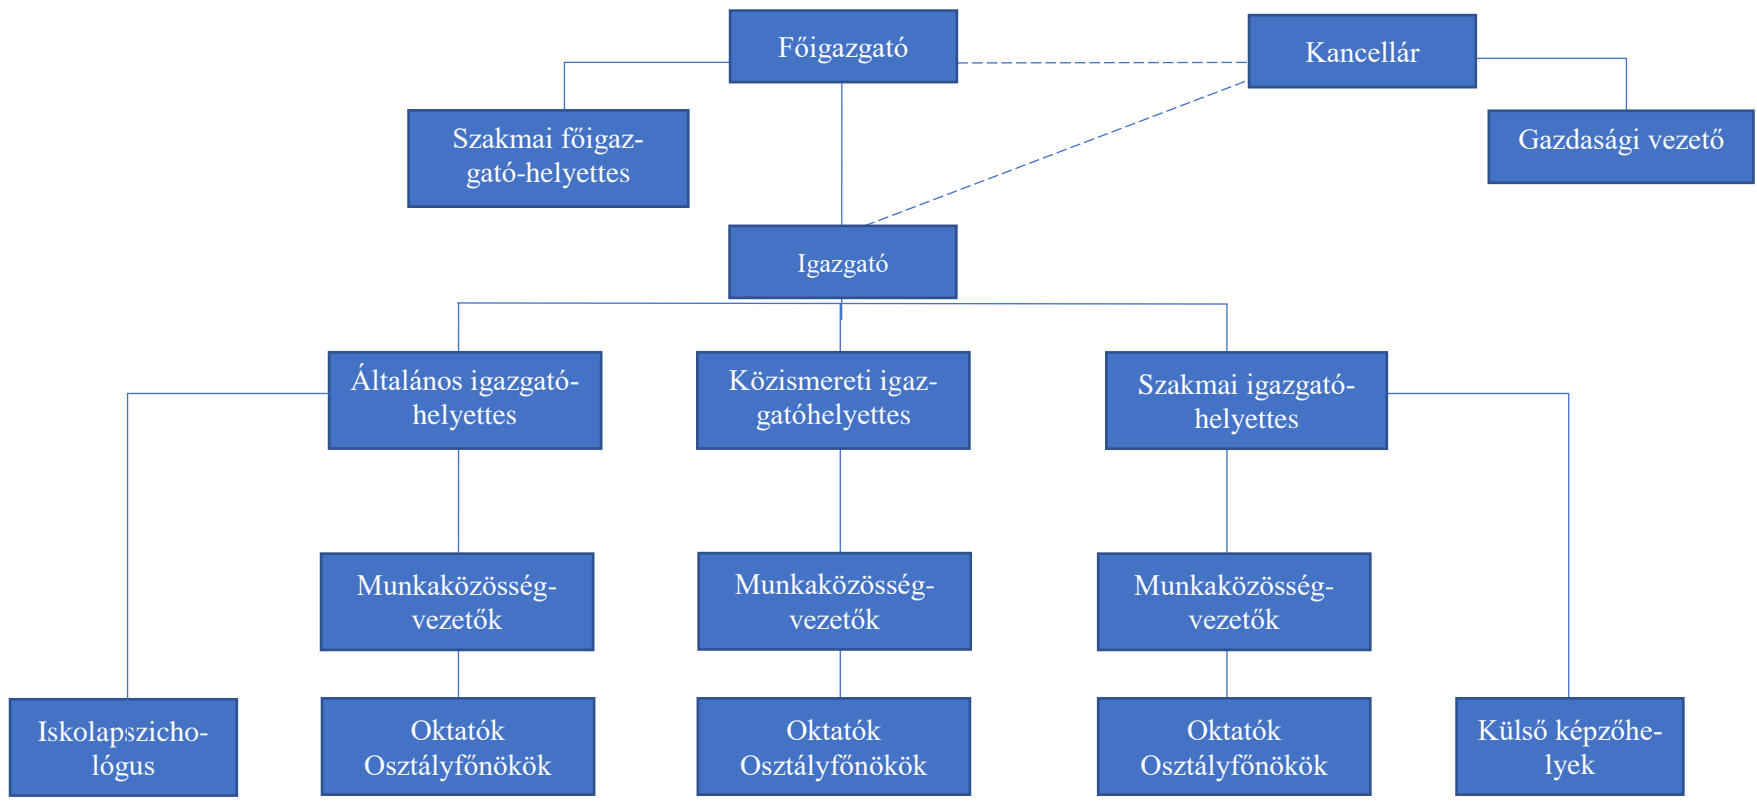 Főigazgató
Kancellár
Szakmai főigaz-
gató-helyettes
Gazdasági vezető
Igazgató
Általános igazgató-
helyettes
Közismereti igaz-
gatóhelyettes
Szakmai igazgató-
helyettes
Munkaközösség-
vezetők
Munkaközösség-
vezetők
Munkaközösség-
vezetők
Iskolapszicho-
lógus
Oktatók
Osztályfőnökök
Oktatók
Osztályfőnökök
Oktatók
Osztályfőnökök
Külső képzőhe-
lyek